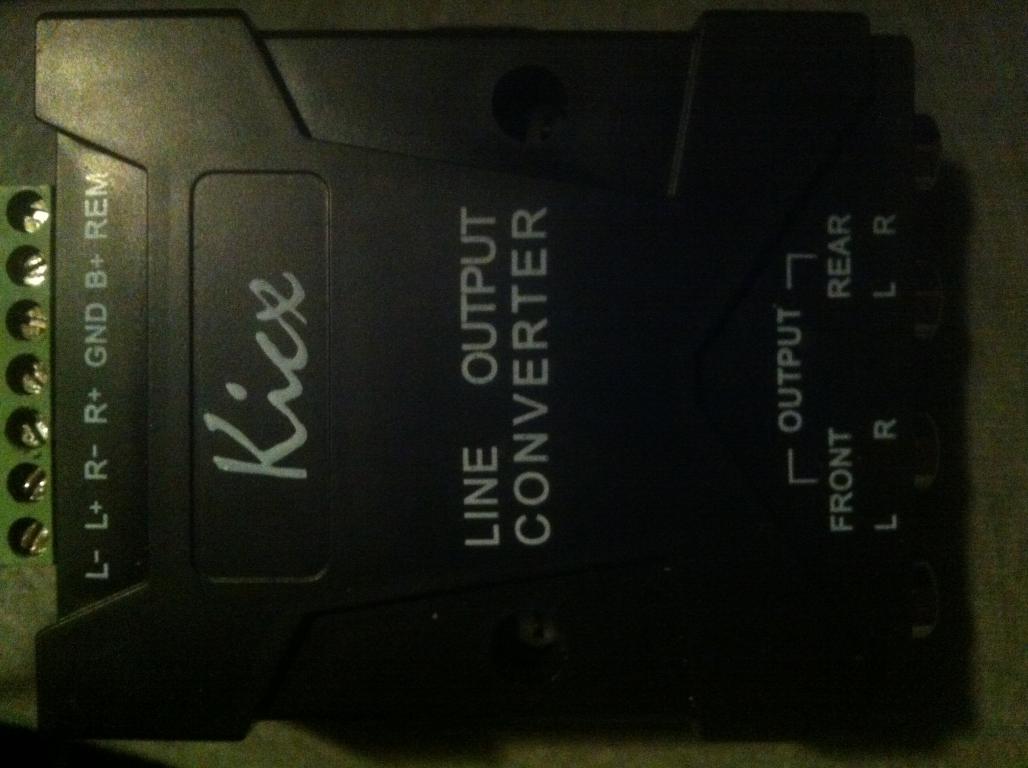 L- L+ R- R+ GND B+ REM
Kicx
LINE OUTPUT
CONVERTER
OUTPUT
FRONT REAR
L R L R